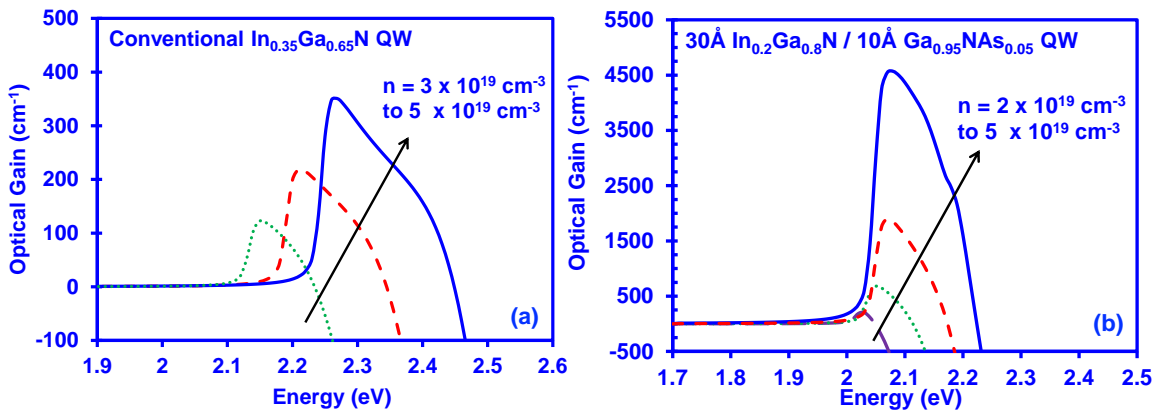 Conventional In0.35Ga0.65N QW
n = 3 x 10^19 cm^-3
to 5 x 10^19 cm^-3
Optical Gain (cm^-1)
500
400
300
200
100
0
-100
1.9
2
2.1
2.2
2.3
2.4
2.5
2.6
Energy (eV)
(a)
30Å In0.2Ga0.8N / 10Å Ga0.95NAs0.05 QW
n = 2 x 10^19 cm^-3
to 5 x 10^19 cm^-3
Optical Gain (cm^-1)
5500
4500
3500
2500
1500
500
-500
1.7
1.8
1.9
2
2.1
2.2
2.3
2.4
2.5
Energy (eV)
(b)